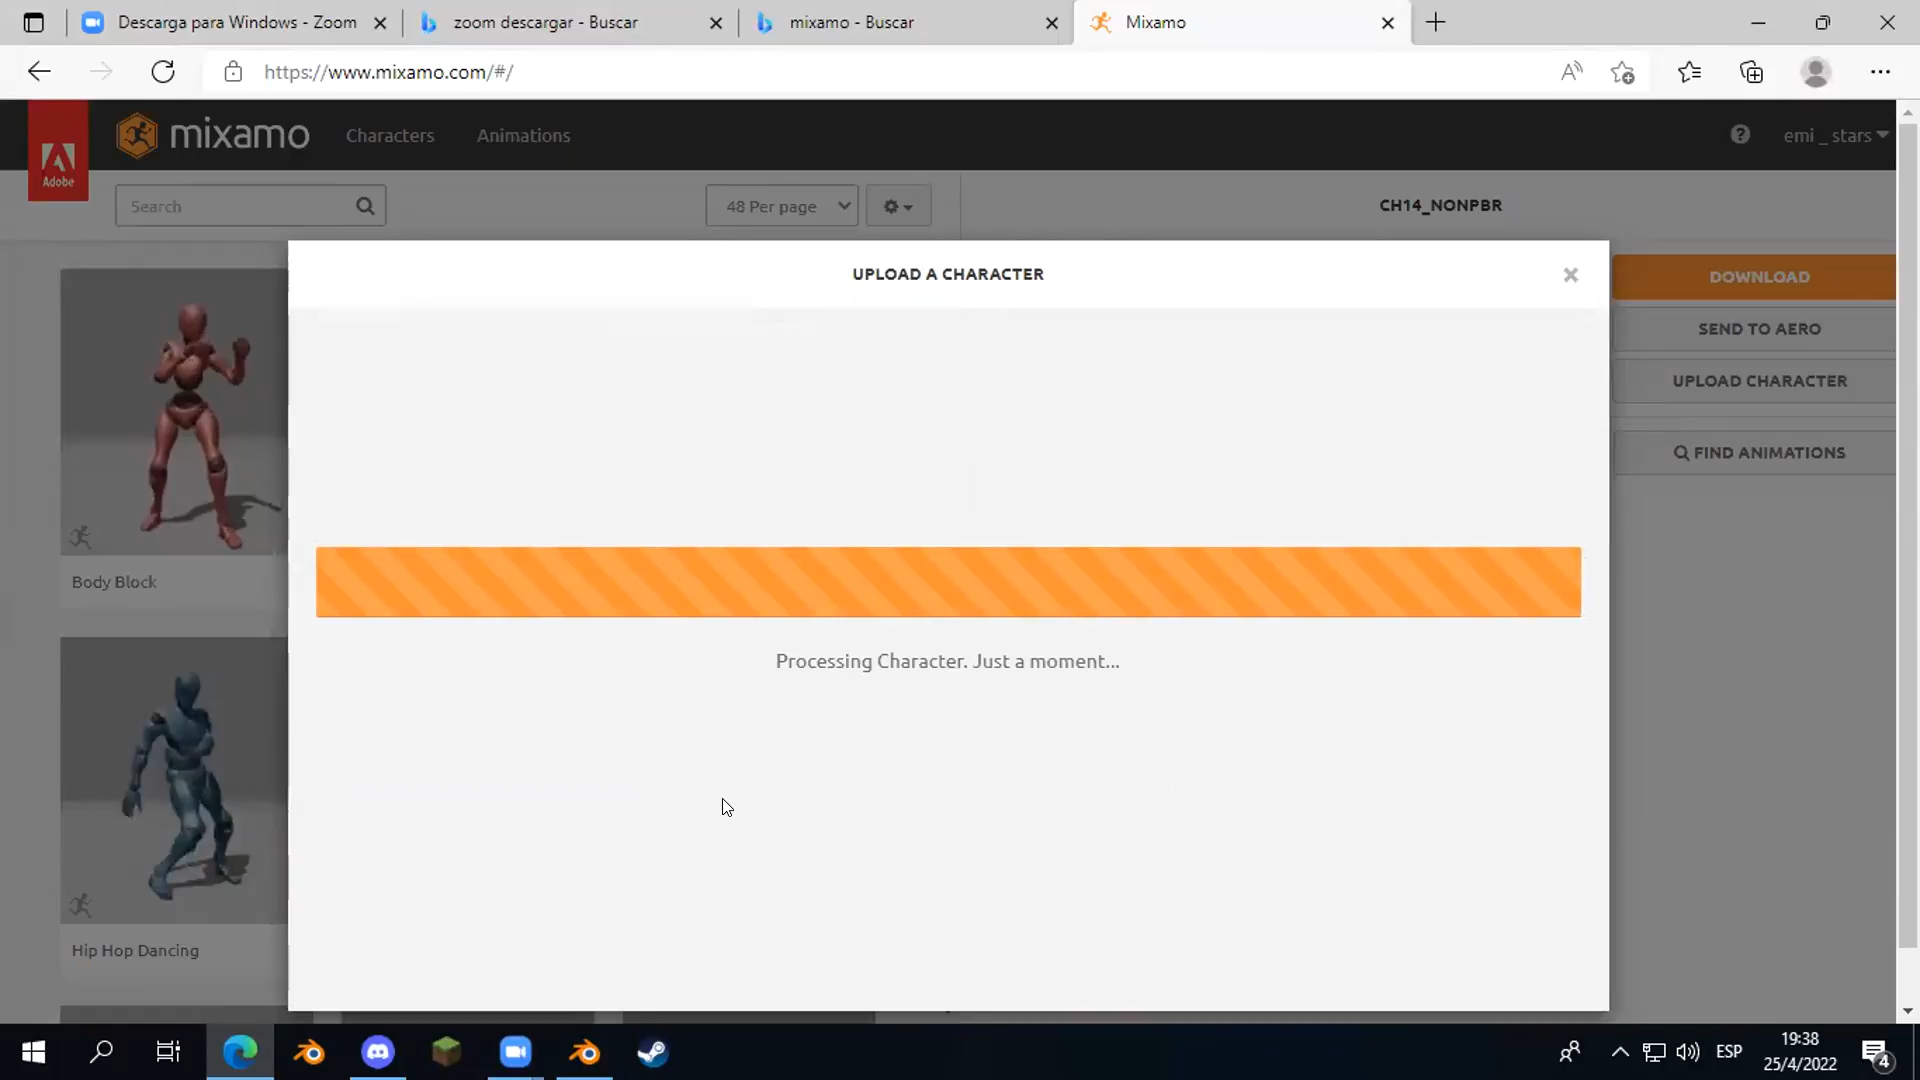 Descarga para Windows - Zoom
zoom descargar - Buscar
mixamo - Buscar
Mixamo
https://www.mixamo.com/#/
Adobe
mixamo
Characters
Animations
emi _ stars
Search
48 Per page
CH14_NONPBR
UPLOAD A CHARACTER
DOWNLOAD
SEND TO AERO
UPLOAD CHARACTER
FIND ANIMATIONS
Body Block
Processing Character. Just a moment...
Hip Hop Dancing
ESP
19:38
25/4/2022
4